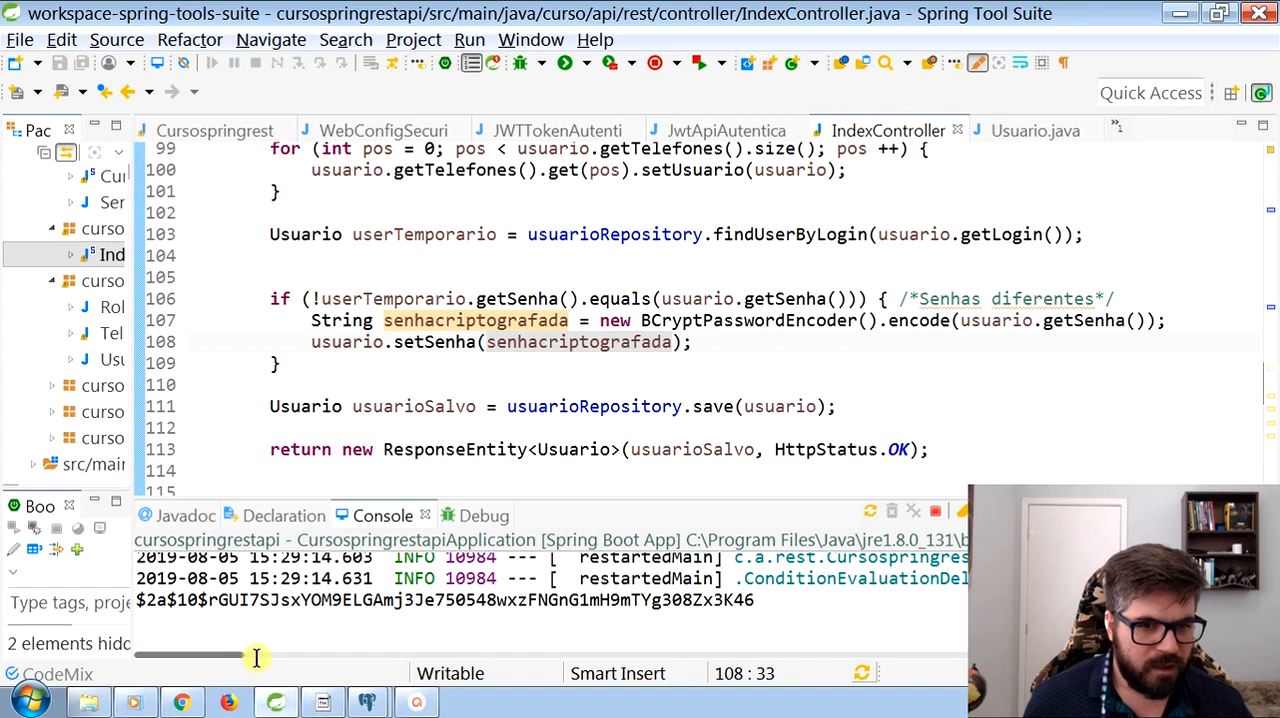 workspace-spring-tools-suite - cursospringrestapi/src/main/java/curso/api/rest/controller/IndexController.java - Spring Tool Suite
File Edit Source Refactor Navigate Search Project Run Window Help
Quick Access
Pac
Cursospringrest WebConfigSecuri JWTTokenAutenti JwtApiAutentica IndexController Usuario.java »1
Cu
Ser
curso
Ind
curso
Rol
Tel
Usu
curso
curso
curso
src/main
99 for (int pos = 0; pos < usuario.getTelefones().size(); pos ++) {
100 usuario.getTelefones().get(pos).setUsuario(usuario);
101 }
102
103 Usuario userTemporario = usuarioRepository.findUserByLogin(usuario.getLogin());
104
105
106 if (!userTemporario.getSenha().equals(usuario.getSenha())) { /*Senhas diferentes*/
107 String senhacriptografada = new BCryptPasswordEncoder().encode(usuario.getSenha());
108 usuario.setSenha(senhacriptografada);
109 }
110
111 Usuario usuarioSalvo = usuarioRepository.save(usuario);
112
113 return new ResponseEntity<Usuario>(usuarioSalvo, HttpStatus.OK);
114
115
Boo
Type tags, proje
2 elements hidd
@ Javadoc Declaration Console Debug
cursospringrestapi - CursospringrestapiApplication [Spring Boot App] C:\Program Files\Java\jre1.8.0_131\b
2019-08-05 15:29:14.603 INFO 10984 --- [ restartedMain] c.a.rest.Cursospringres
2019-08-05 15:29:14.631 INFO 10984 --- [ restartedMain] .ConditionEvaluationDel
$2a$10$rGUI7SJsxYOM9ELGAmj3Je750548wxzFNGnG1mH9mTYg308Zx3K46
CodeMix
Writable Smart Insert 108 : 33